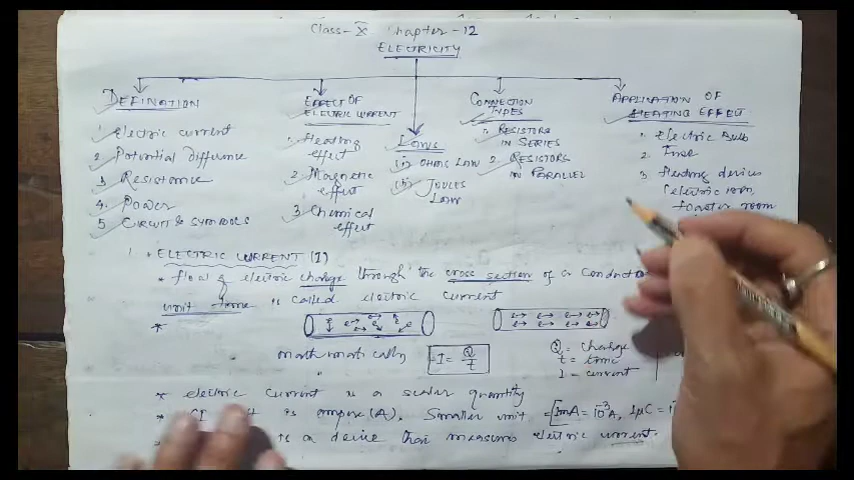 Class-X Chapter-12
ELECTRICITY
DEFINATION
1 Electric current
2 Potential difference
3 Resistance
4. Power
5 CIRCUIT & SYMBOLS
EFFECT OF
ELECTRIC CURRENT
1. Heating
effect
2 Magnetic
effect
3 Chemical
effect
LAWS
(i) OHMS LAW
(ii) JOULES
LAW
CONNECTION
TYPES
1. RESISTORS
IN SERIES
2 RESISTORS
IN PARALLEL
APPLICATION OF
HEATING EFFECT
1. Electric Bulb
2. Fuse
3 Heating devices
(electric iron,
toaster room
1 * ELECTRIC CURRENT (I)
* flow of electric charge through the cross section of a
unit time is called electric current
*
mathematically I = Q/t
Q = charge
t = time
I = current
* electric current is a scalar quantity
* is ampere (A). Smaller unit = 1mA = 10⁻³A, 1μC =
is a device that measures electric current.